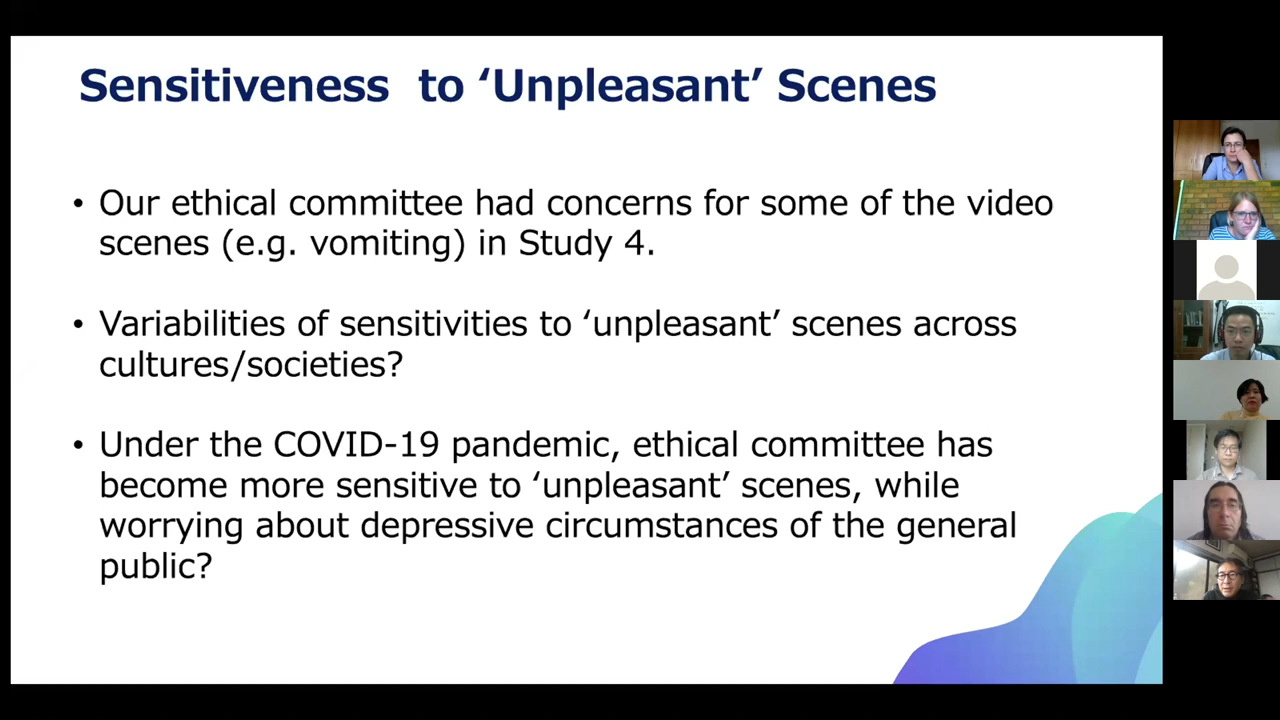 Sensitiveness to ‘Unpleasant’ Scenes
• Our ethical committee had concerns for some of the video
scenes (e.g. vomiting) in Study 4.
• Variabilities of sensitivities to ‘unpleasant’ scenes across
cultures/societies?
• Under the COVID-19 pandemic, ethical committee has
become more sensitive to ‘unpleasant’ scenes, while
worrying about depressive circumstances of the general
public?